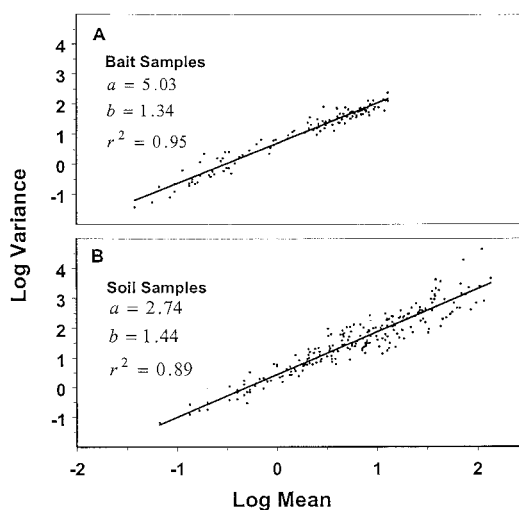 A
Bait Samples
a = 5.03
b = 1.34
r² = 0.95
4
3
2
1
0
-1
B
Soil Samples
a = 2.74
b = 1.44
r² = 0.89
4
3
2
1
0
-1
Log Variance
-2 -1 0 1 2
Log Mean